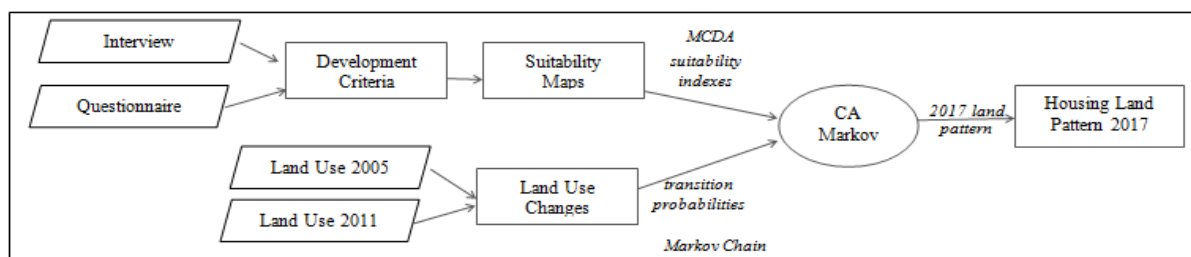 Interview
Questionnaire
Development
Criteria
Suitability
Maps
MCDA
suitability
indexes
Land Use 2005
Land Use 2011
Land Use
Changes
transition
probabilities
Markov Chain
CA
Markov
2017 land
pattern
Housing Land
Pattern 2017